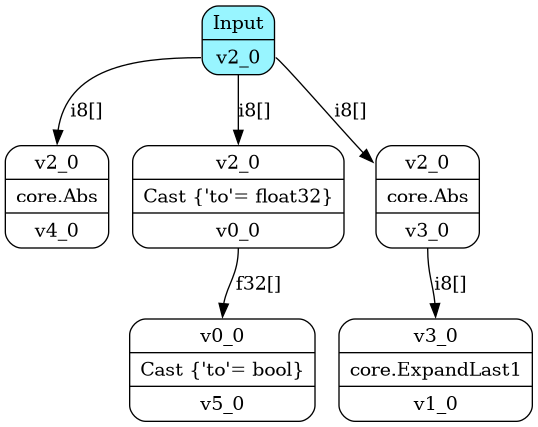 Input
v2_0
i8[]
i8[]
i8[]
v2_0
core.Abs
v4_0
v2_0
Cast {'to'= float32}
v0_0
v2_0
core.Abs
v3_0
f32[]
i8[]
v0_0
Cast {'to'= bool}
v5_0
v3_0
core.ExpandLast1
v1_0